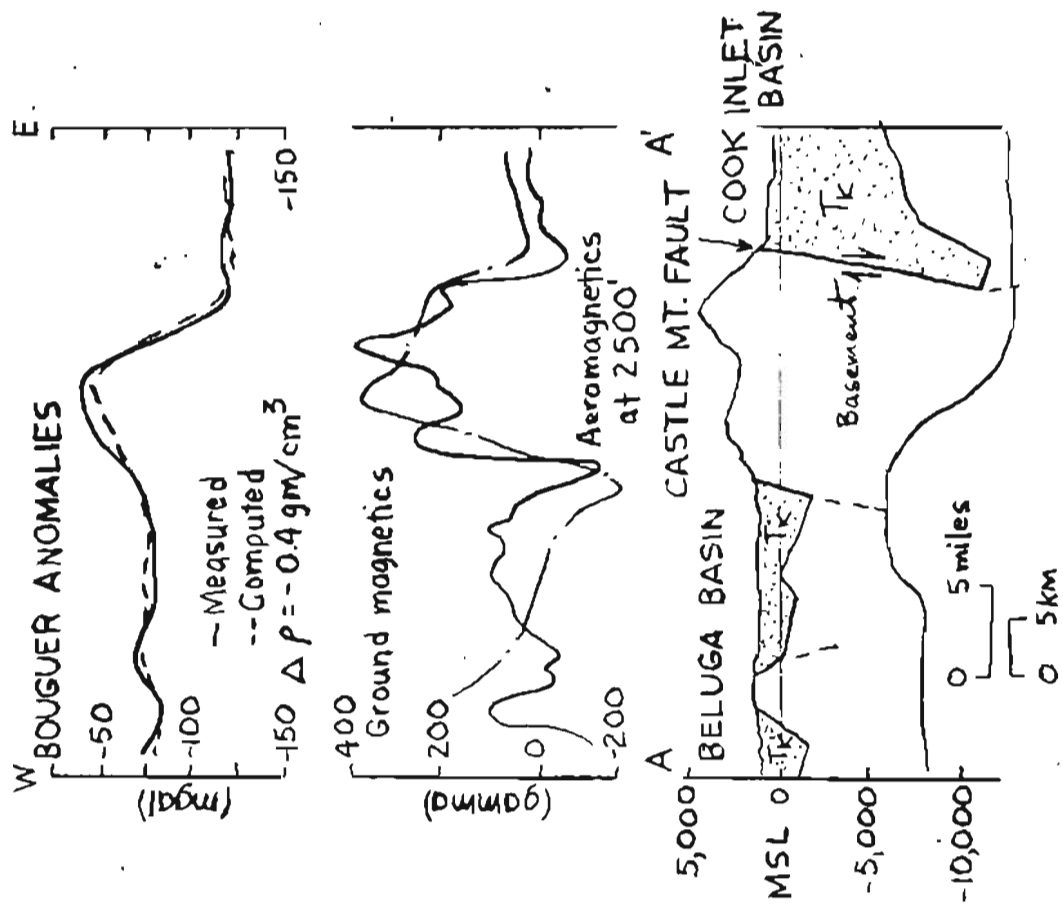 W
E
BOUGUER ANOMALIES
(mgal)
-50
-100
-150
-150
— Measured
-- Computed
Δρ = -0.4 gm/cm³
(gamma)
400
200
0
-200
Ground magnetics
Aeromagnetics
at 2500'
A
A'
BELUGA BASIN
CASTLE MT. FAULT
COOK INLET
BASIN
5,000
MSL 0
-5,000
-10,000
Tk
Tk
Tk
Basement
0 5 miles
0 5 km